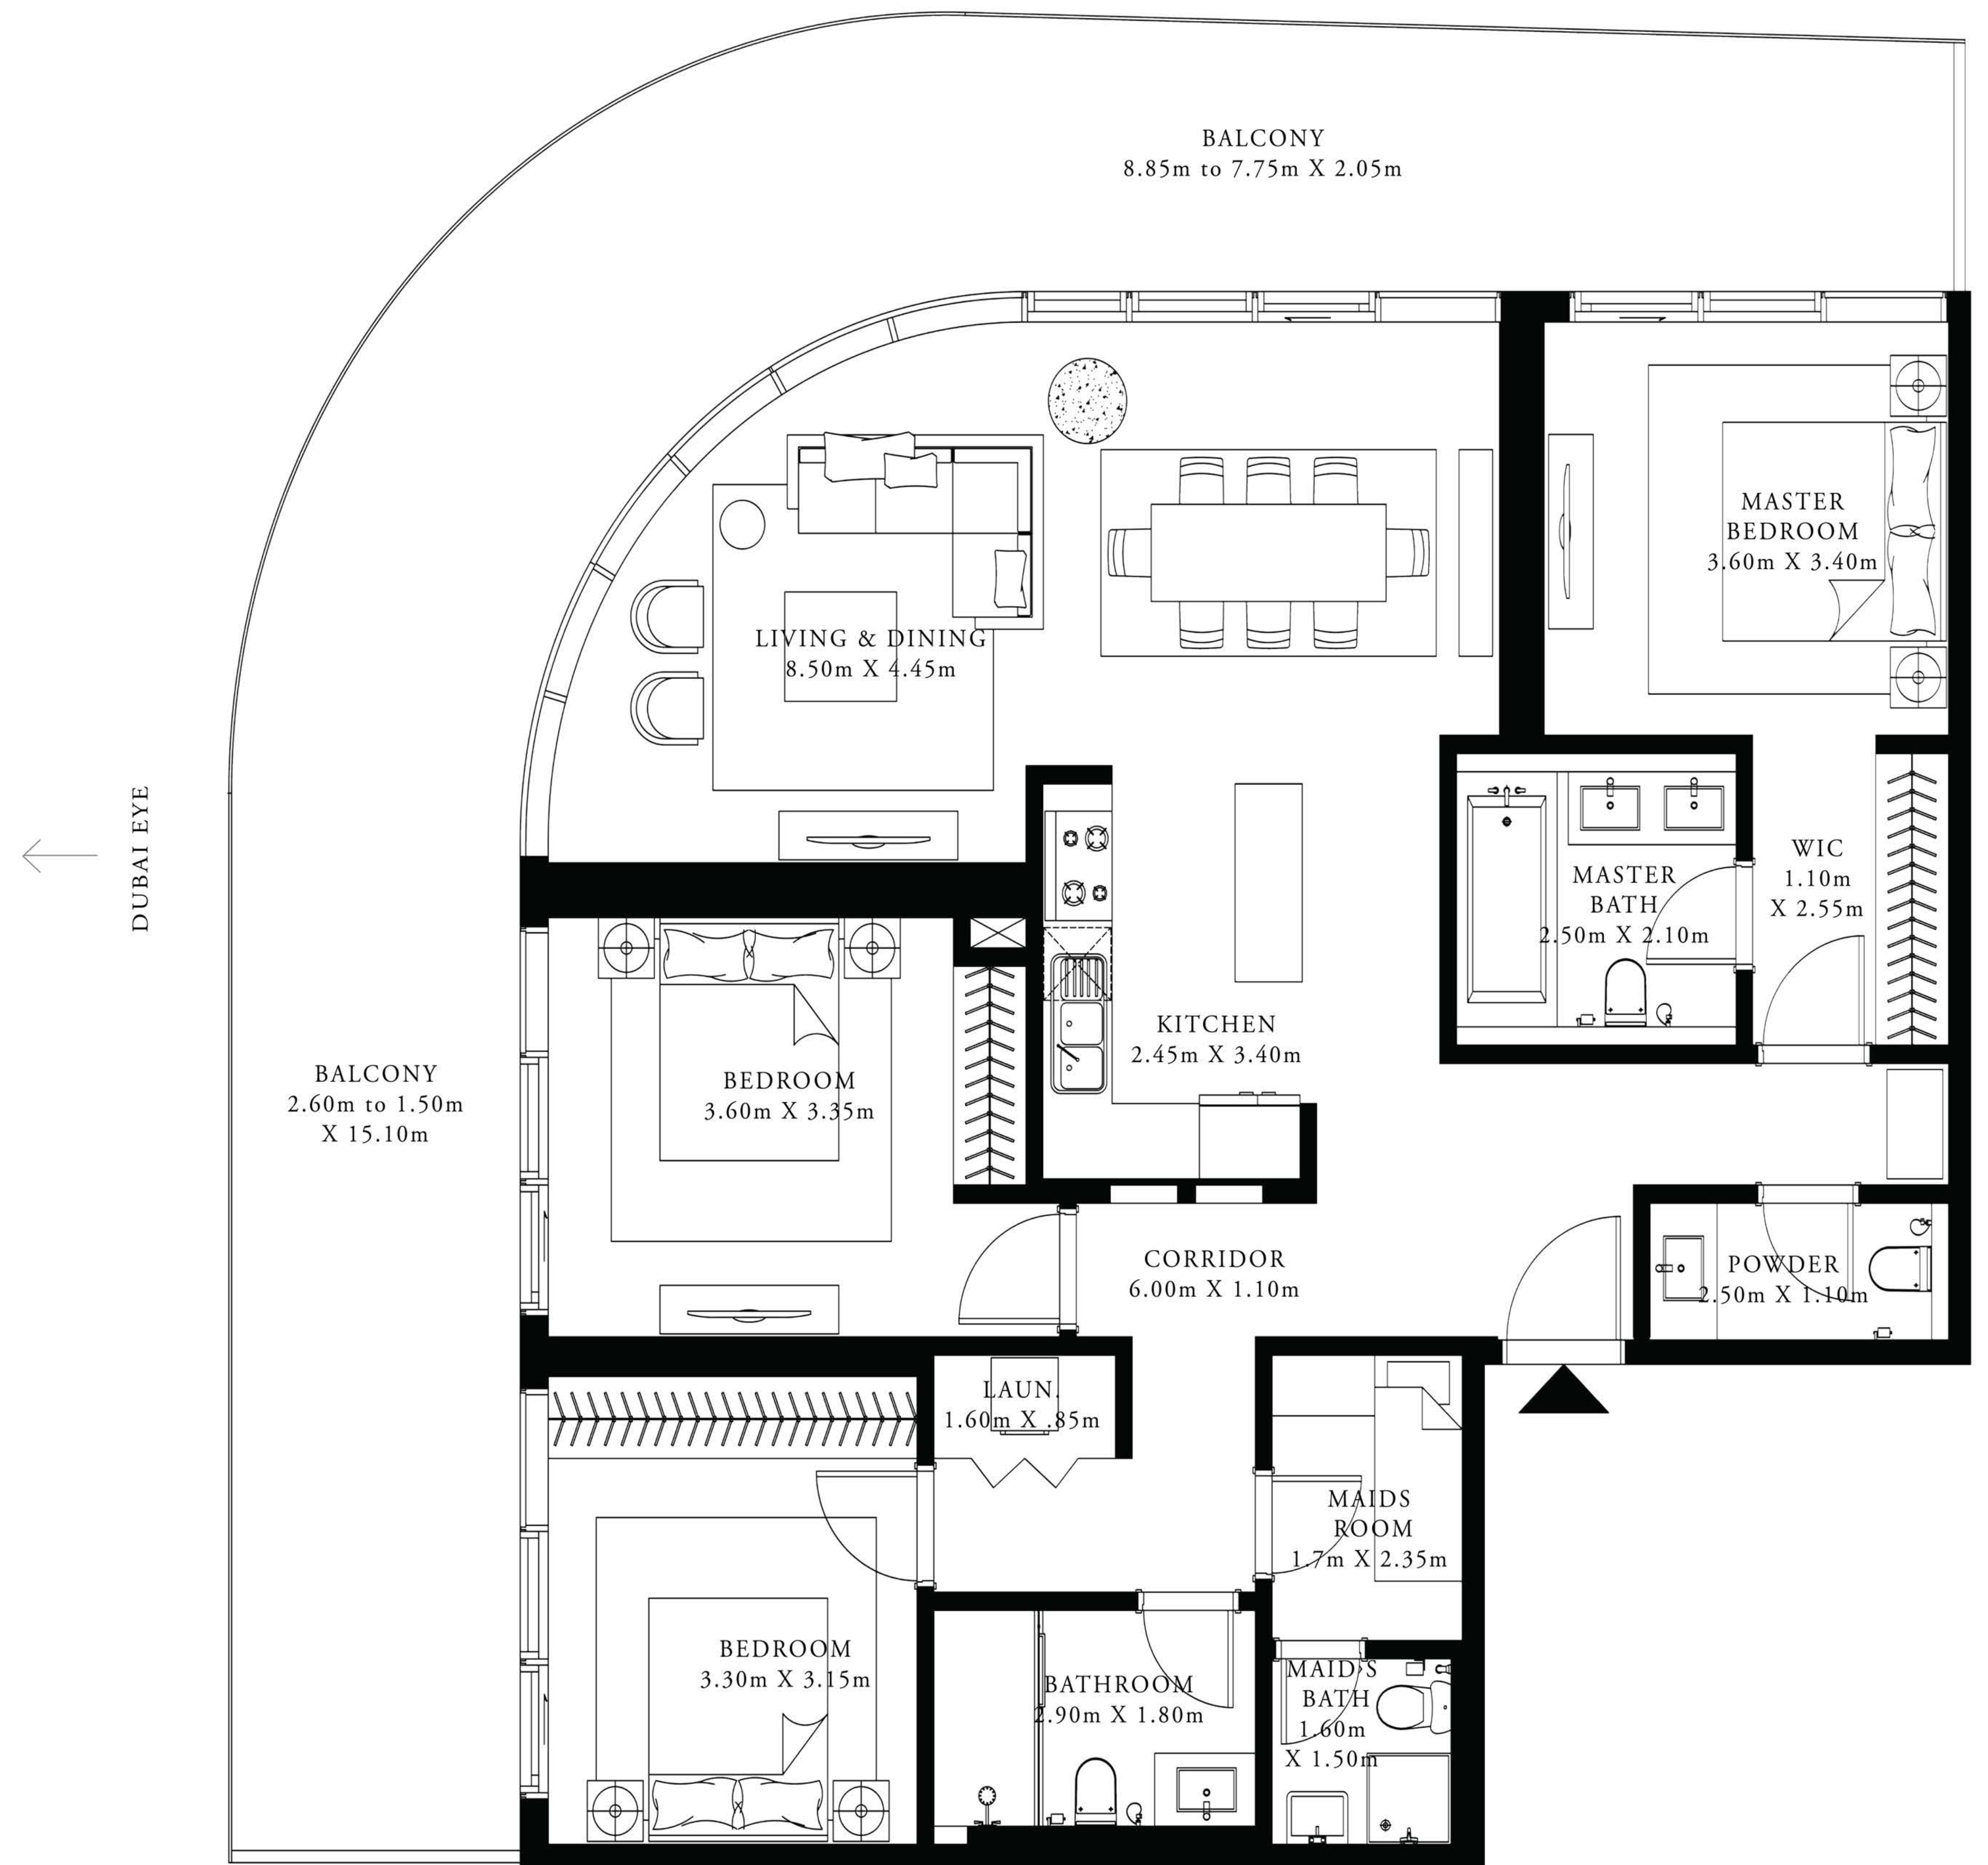 BALCONY
8.85m to 7.75m X 2.05m
MASTER
BEDROOM
3.60m X 3.40m
LIVING & DINING
8.50m X 4.45m
DUBAI EYE
WIC
1.10m
X 2.55m
MASTER
BATH
2.50m X 2.10m
KITCHEN
2.45m X 3.40m
BALCONY
2.60m to 1.50m
X 15.10m
BEDROOM
3.60m X 3.35m
CORRIDOR
6.00m X 1.10m
POWDER
2.50m X 1.10m
LAUN.
1.60m X .85m
MAIDS
ROOM
1.7m X 2.35m
BEDROOM
3.30m X 3.15m
BATHROOM
2.90m X 1.80m
MAID'S
BATH
1.60m
X 1.50m